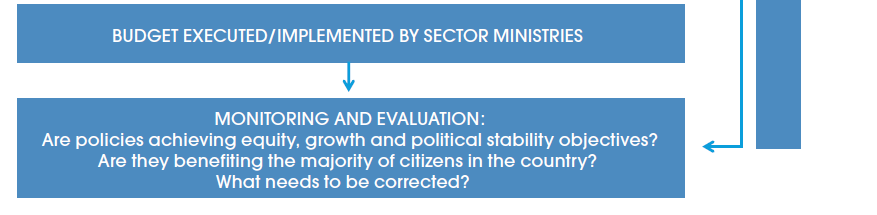 BUDGET EXECUTED/IMPLEMENTED BY SECTOR MINISTRIES
MONITORING AND EVALUATION:
Are policies achieving equity, growth and political stability objectives?
Are they benefiting the majority of citizens in the country?
What needs to be corrected?